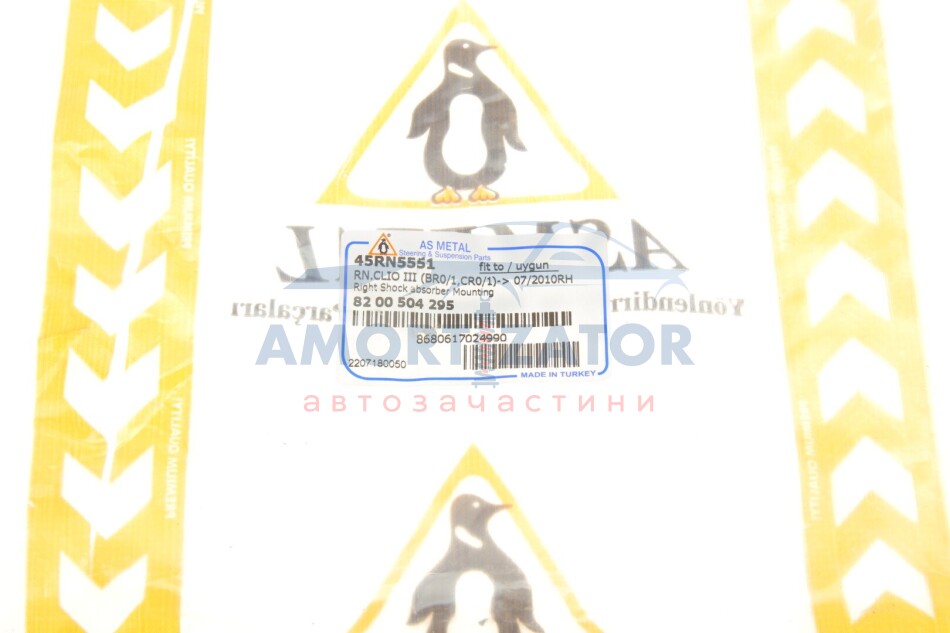 ASMETAL
Yönlendirme
Parçaları
AS METAL
Steering & Suspension Parts
45RN5551
fit to / uygun
RN,CLIO III (BR0/1,CR0/1)-> 07/2010RH
Right Shock absorber Mounting
82 00 504 295
8680617024990
2207180050
MADE IN TURKEY
AMORTIZATOR
автозачастини